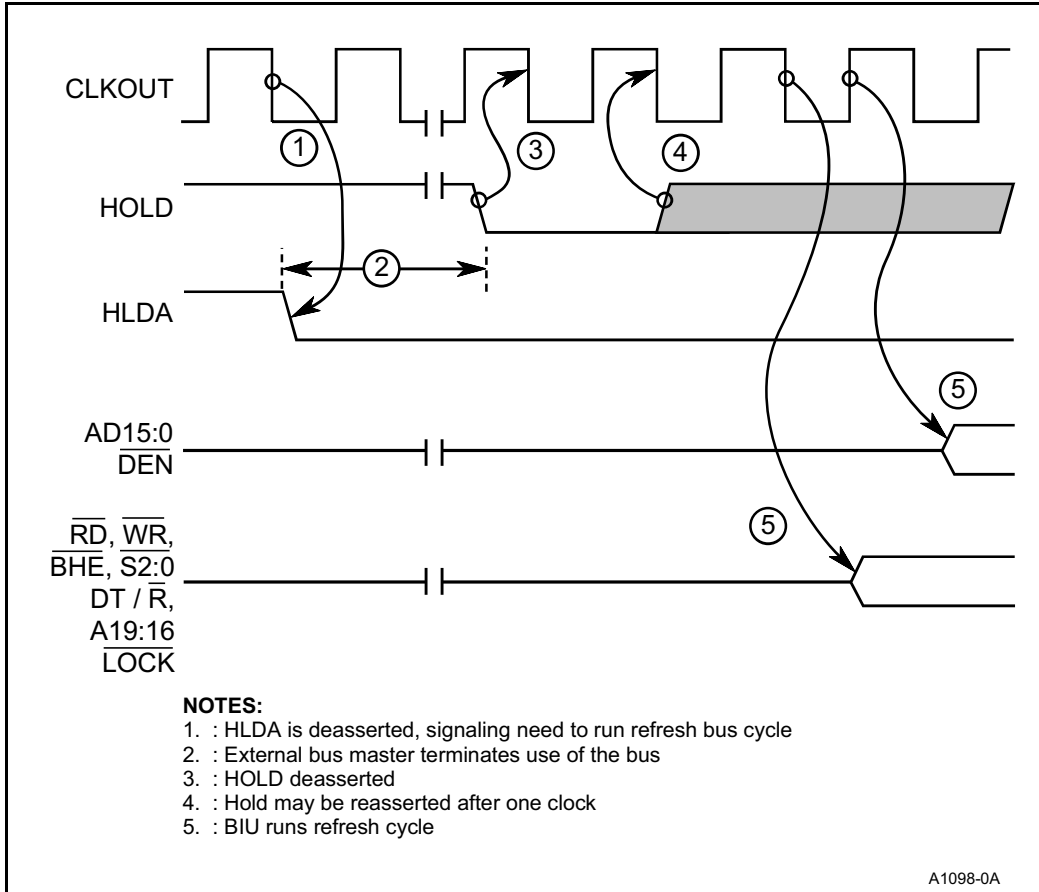 CLKOUT
1
3
4
HOLD
2
HLDA
5
AD15:0
DEN
5
RD, WR,
BHE, S2:0
DT / R,
A19:16
LOCK
NOTES:
1. : HLDA is deasserted, signaling need to run refresh bus cycle
2. : External bus master terminates use of the bus
3. : HOLD deasserted
4. : Hold may be reasserted after one clock
5. : BIU runs refresh cycle
A1098-0A